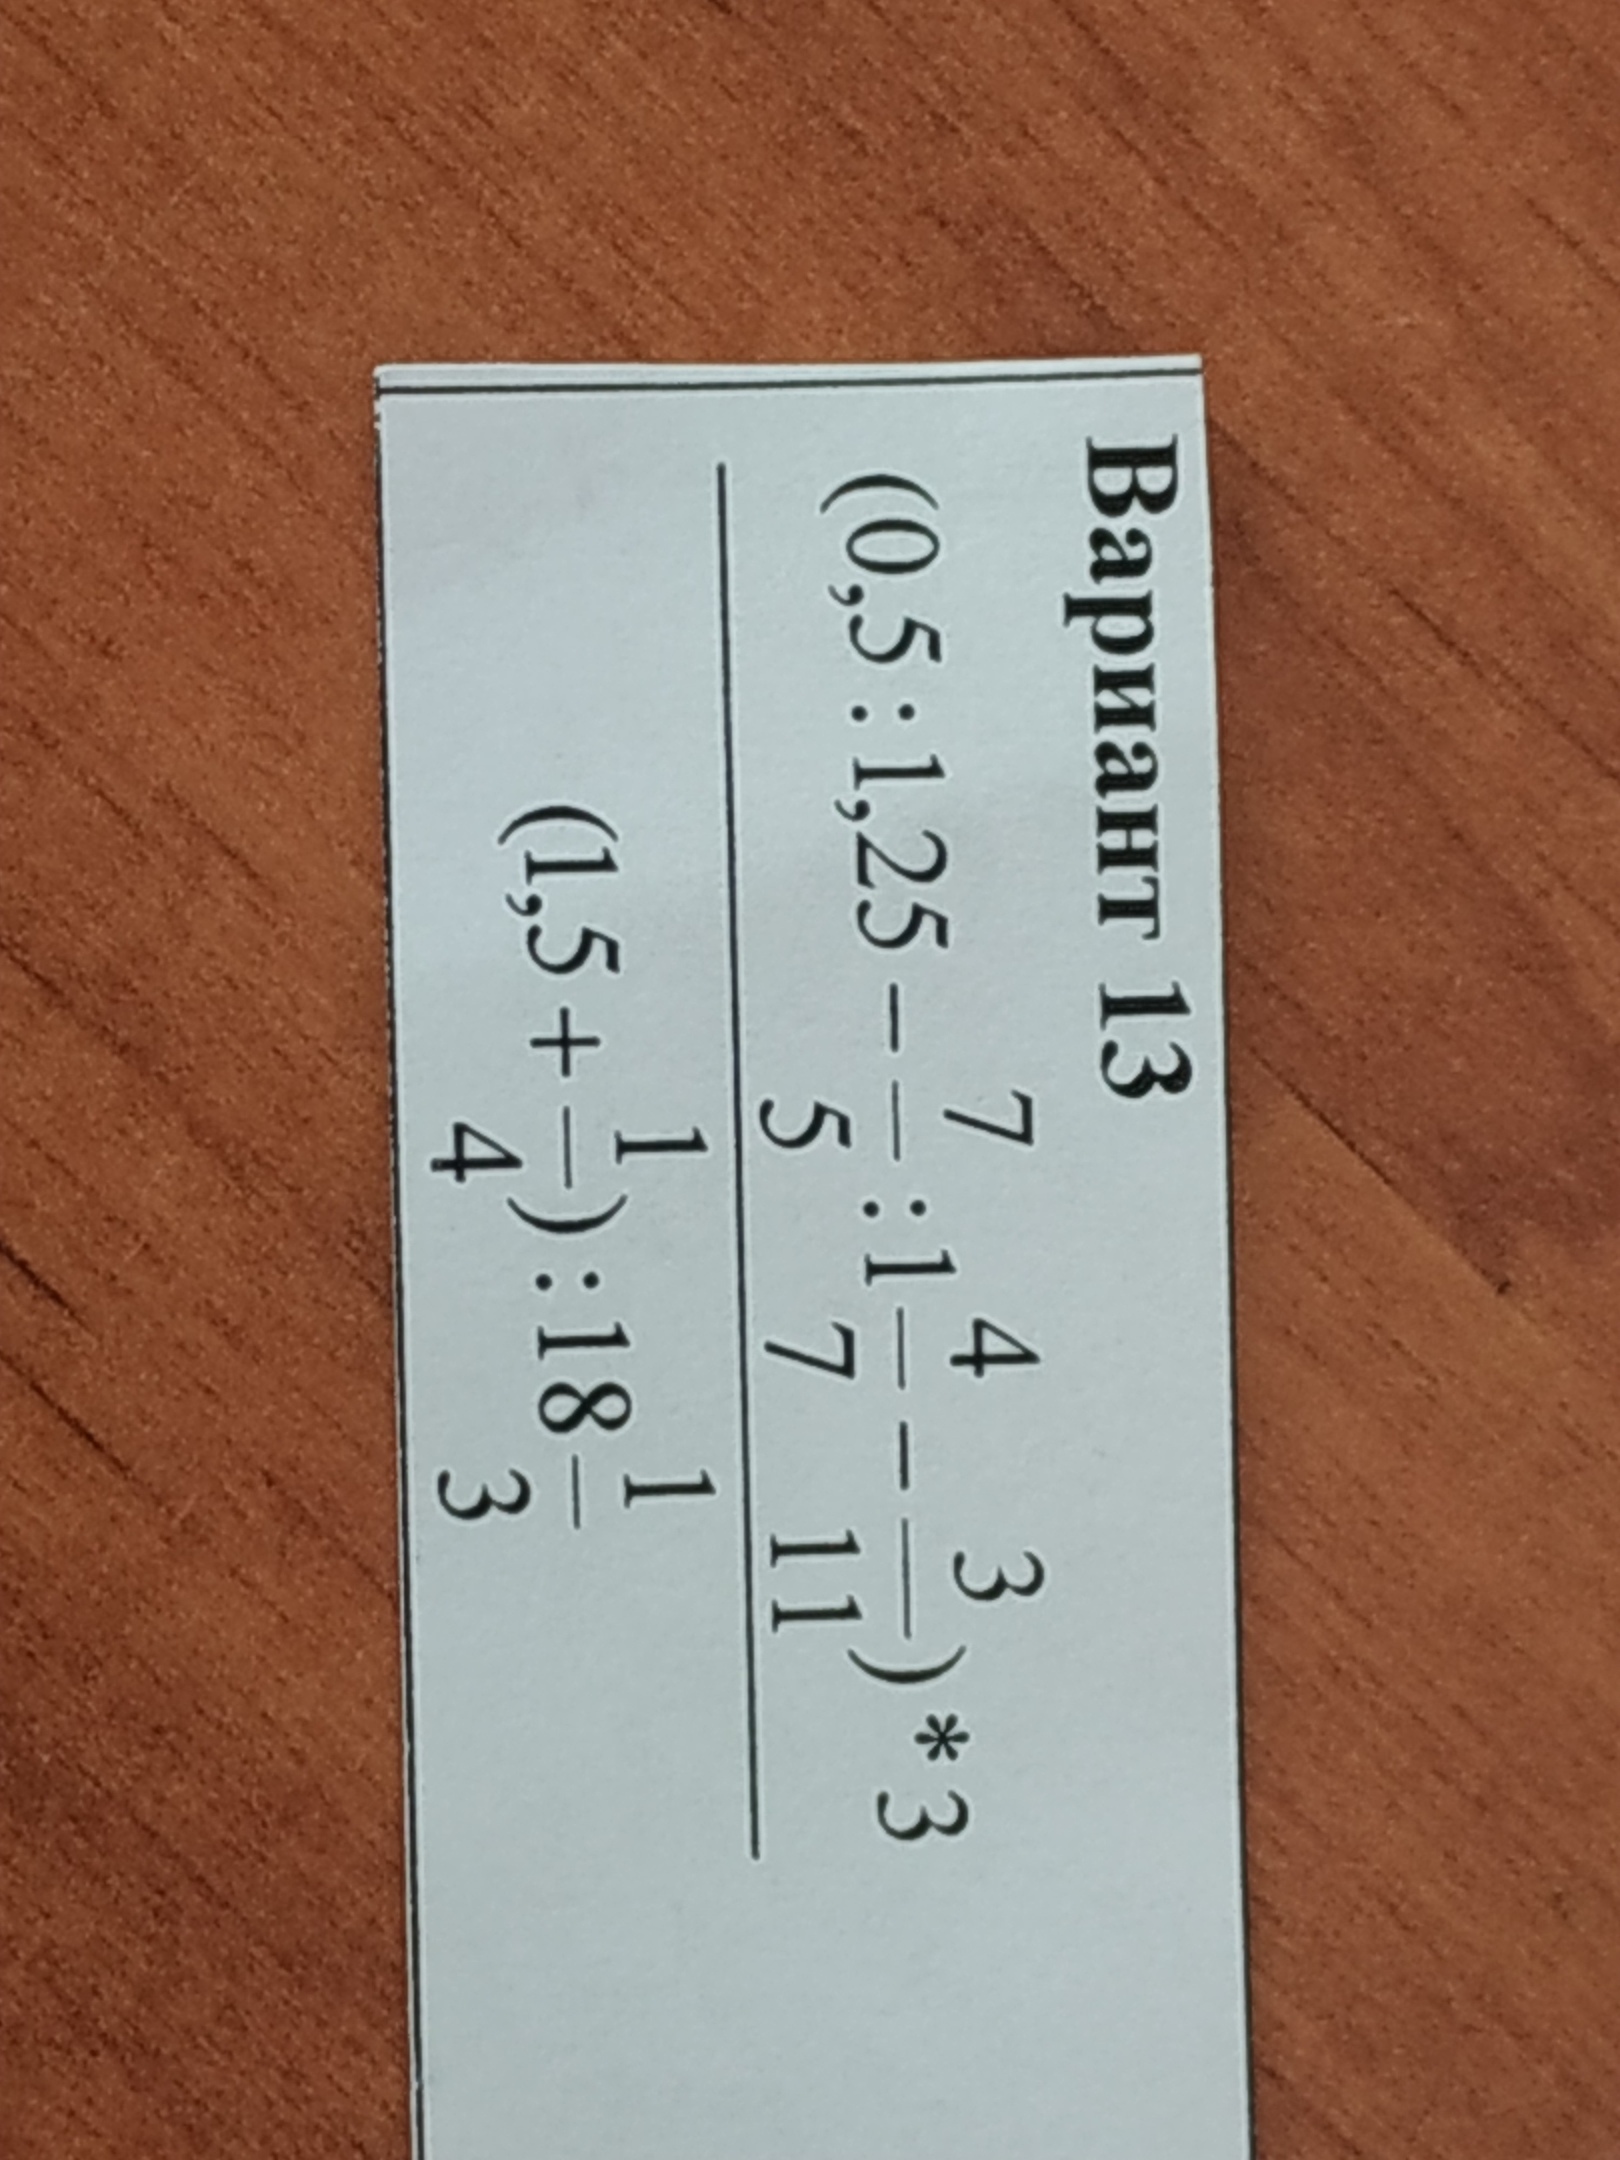 Вариант 13
(0,5 : 1,25 − 7/5 : 1 4/7 − 3/11) * 3
(1,5 + 1/4) : 18 1/3